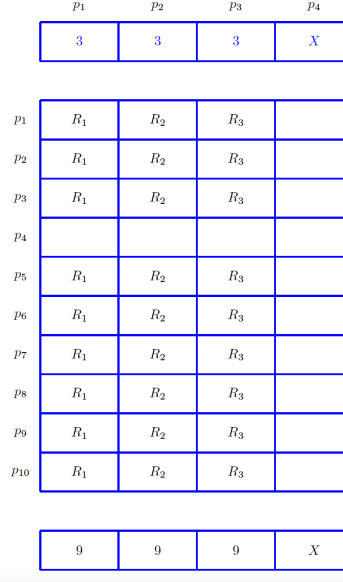 p₁ p₂ p₃ p₄
3 3 3 X
p₁ R₁ R₂ R₃
p₂ R₁ R₂ R₃
p₃ R₁ R₂ R₃
p₄
p₅ R₁ R₂ R₃
p₆ R₁ R₂ R₃
p₇ R₁ R₂ R₃
p₈ R₁ R₂ R₃
p₉ R₁ R₂ R₃
p₁₀ R₁ R₂ R₃
9 9 9 X